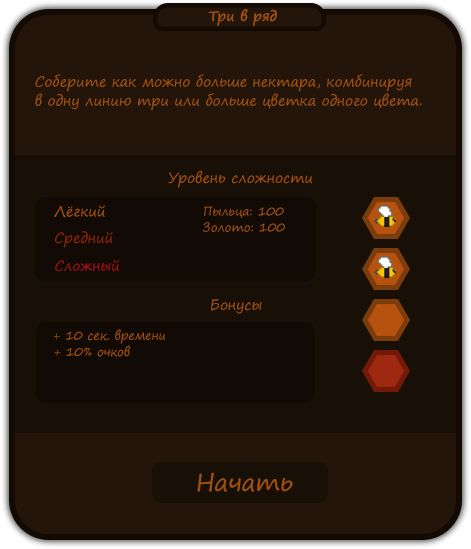 Три в ряд
Соберите как можно больше нектара, комбинируя
в одну линию три или больше цветка одного цвета.
Уровень сложности
Лёгкий
Средний
Сложный
Пыльца: 100
Золото: 100
Бонусы
+ 10 сек. времени
+ 10% очков
Начать